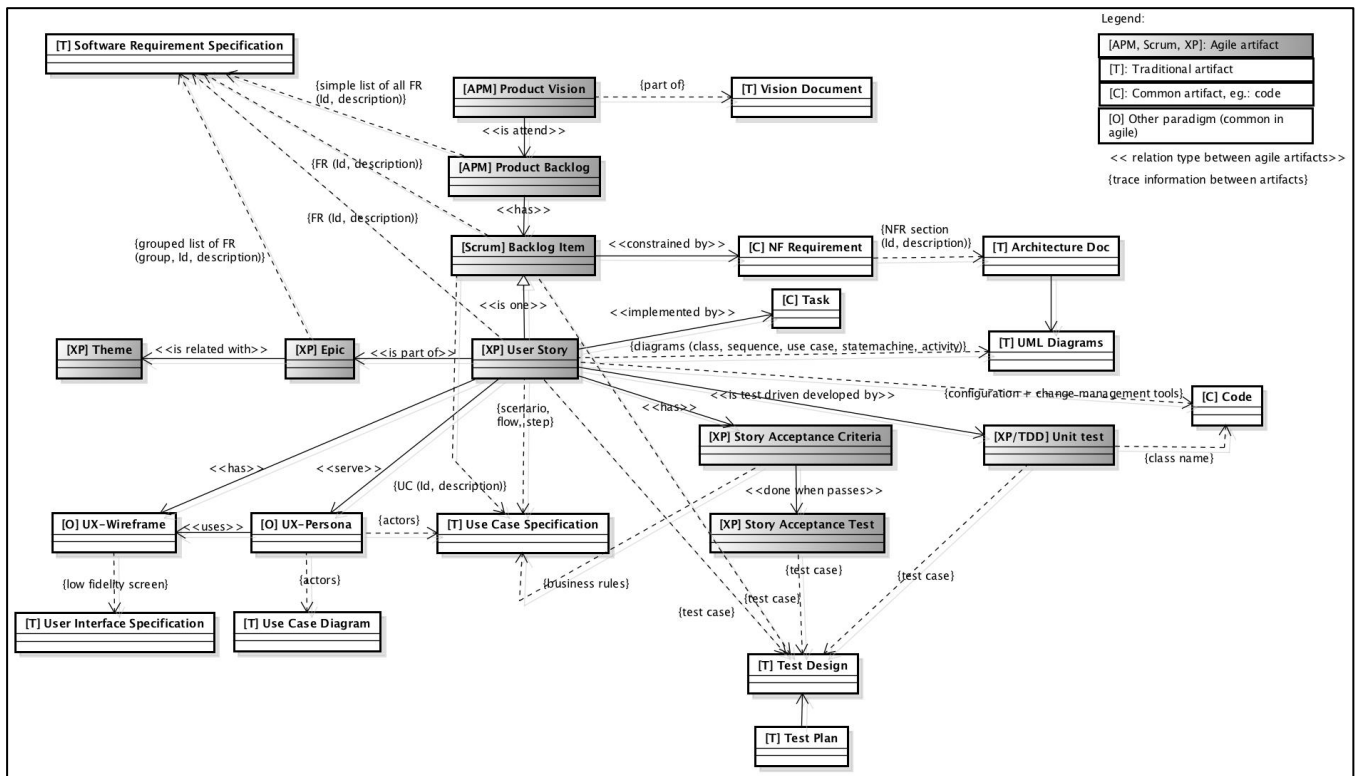 Legend:
[APM, Scrum, XP]: Agile artifact
[T]: Traditional artifact
[C]: Common artifact, eg.: code
[O] Other paradigm (common in
agile)
<< relation type between agile artifacts>>
{trace information between artifacts}
[T] Software Requirement Specification
{simple list of all FR
(Id, description)}
[APM] Product Vision
{part of}
[T] Vision Document
<<is attend>>
{FR (Id, description)}
[APM] Product Backlog
{FR (Id, description)}
<<has>>
{grouped list of FR
(group, Id, description)}
[Scrum] Backlog Item
<<constrained by>>
[C] NF Requirement
{NFR section
(Id, description)}
[T] Architecture Doc
<<is one>>
<<implemented by>>
[C] Task
[XP] Theme
<<is related with>>
[XP] Epic
<<is part of>>
[XP] User Story
{diagrams (class, sequence, use case, statemachine, activity)}
[T] UML Diagrams
{scenario,
flow, step}
<<has>>
<<is test driven developed by>>
{configuration + change management tools}
[C] Code
[XP] Story Acceptance Criteria
[XP/TDD] Unit test
{class name}
<<has>>
<<serve>>
{UC (Id, description)}
<<done when passes>>
[O] UX-Wireframe
<<uses>>
[O] UX-Persona
{actors}
[T] Use Case Specification
[XP] Story Acceptance Test
{low fidelity screen}
{actors}
{business rules}
{test case}
{test case}
{test case}
{test case}
[T] User Interface Specification
[T] Use Case Diagram
[T] Test Design
[T] Test Plan